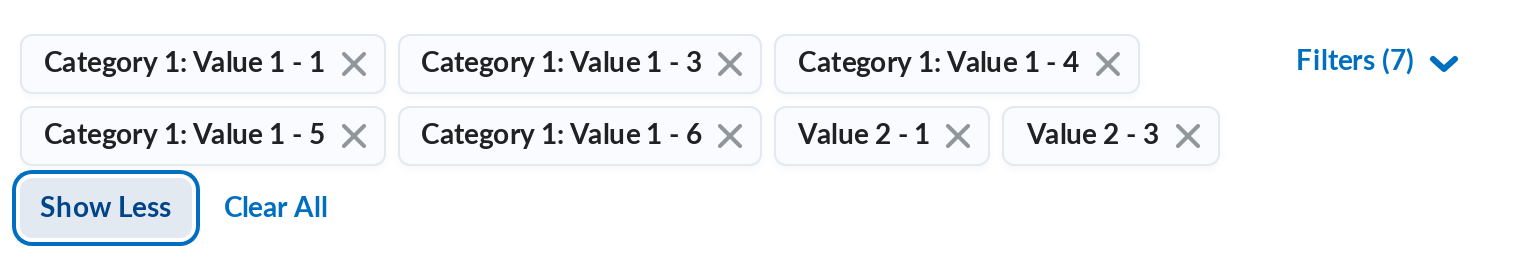 Category 1: Value 1 - 1 Category 1: Value 1 - 3 Category 1: Value 1 - 4 Filters (7)
Category 1: Value 1 - 5 Category 1: Value 1 - 6 Value 2 - 1 Value 2 - 3
Show Less Clear All